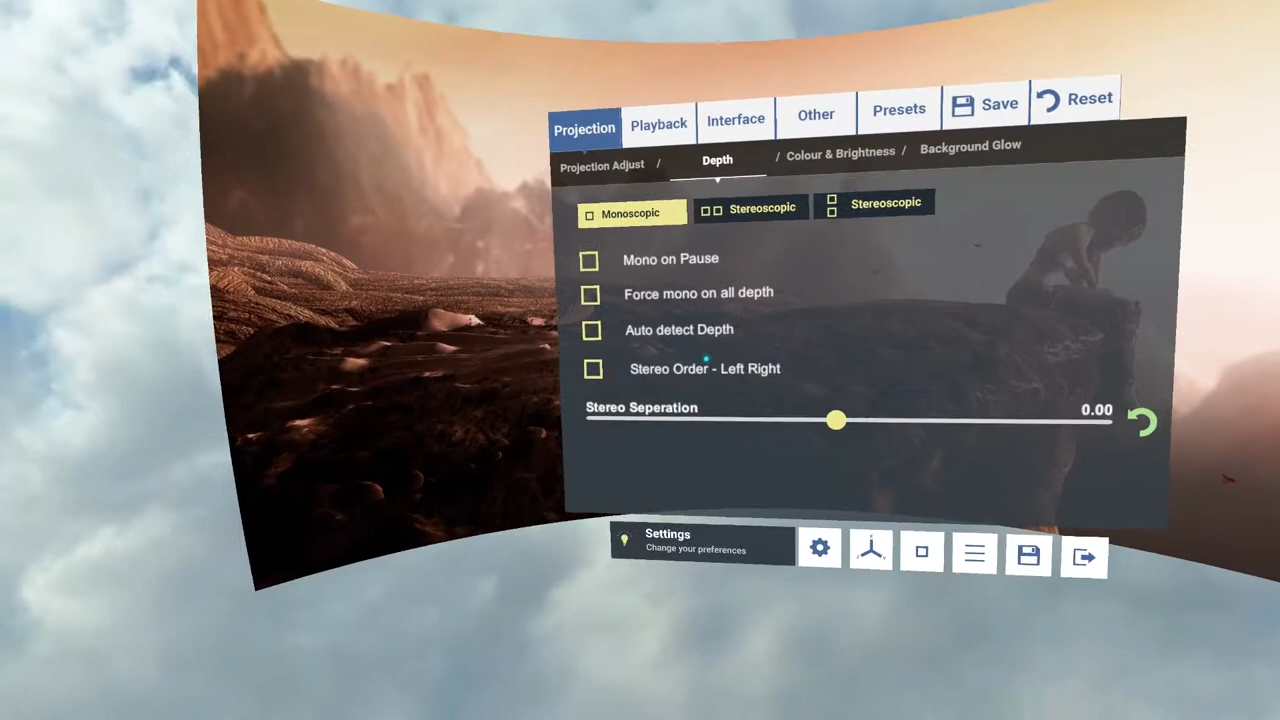 Projection
Playback
Interface
Other
Presets
Save
Reset
Projection Adjust / Depth / Colour & Brightness / Background Glow
Monoscopic
Stereoscopic
Stereoscopic
Mono on Pause
Force mono on all depth
Auto detect Depth
Stereo Order - Left Right
Stereo Seperation
0.00
Settings
Change your preferences